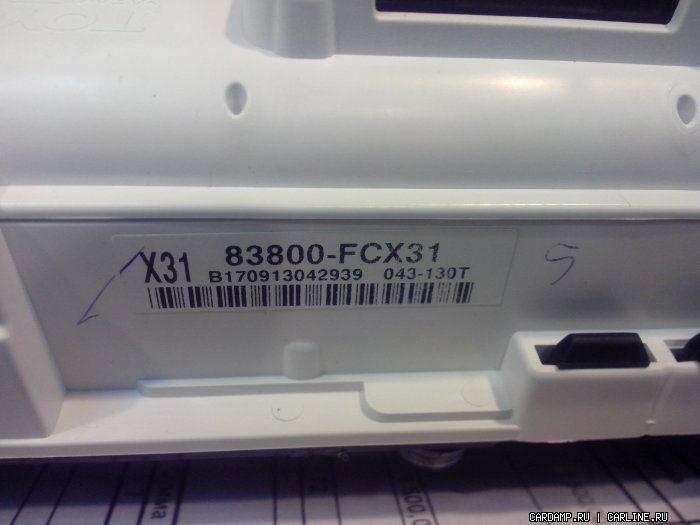 X31 83800-FCX31
B170913042939 043-130T
5
CARDAMP.RU | CARLINE.RU